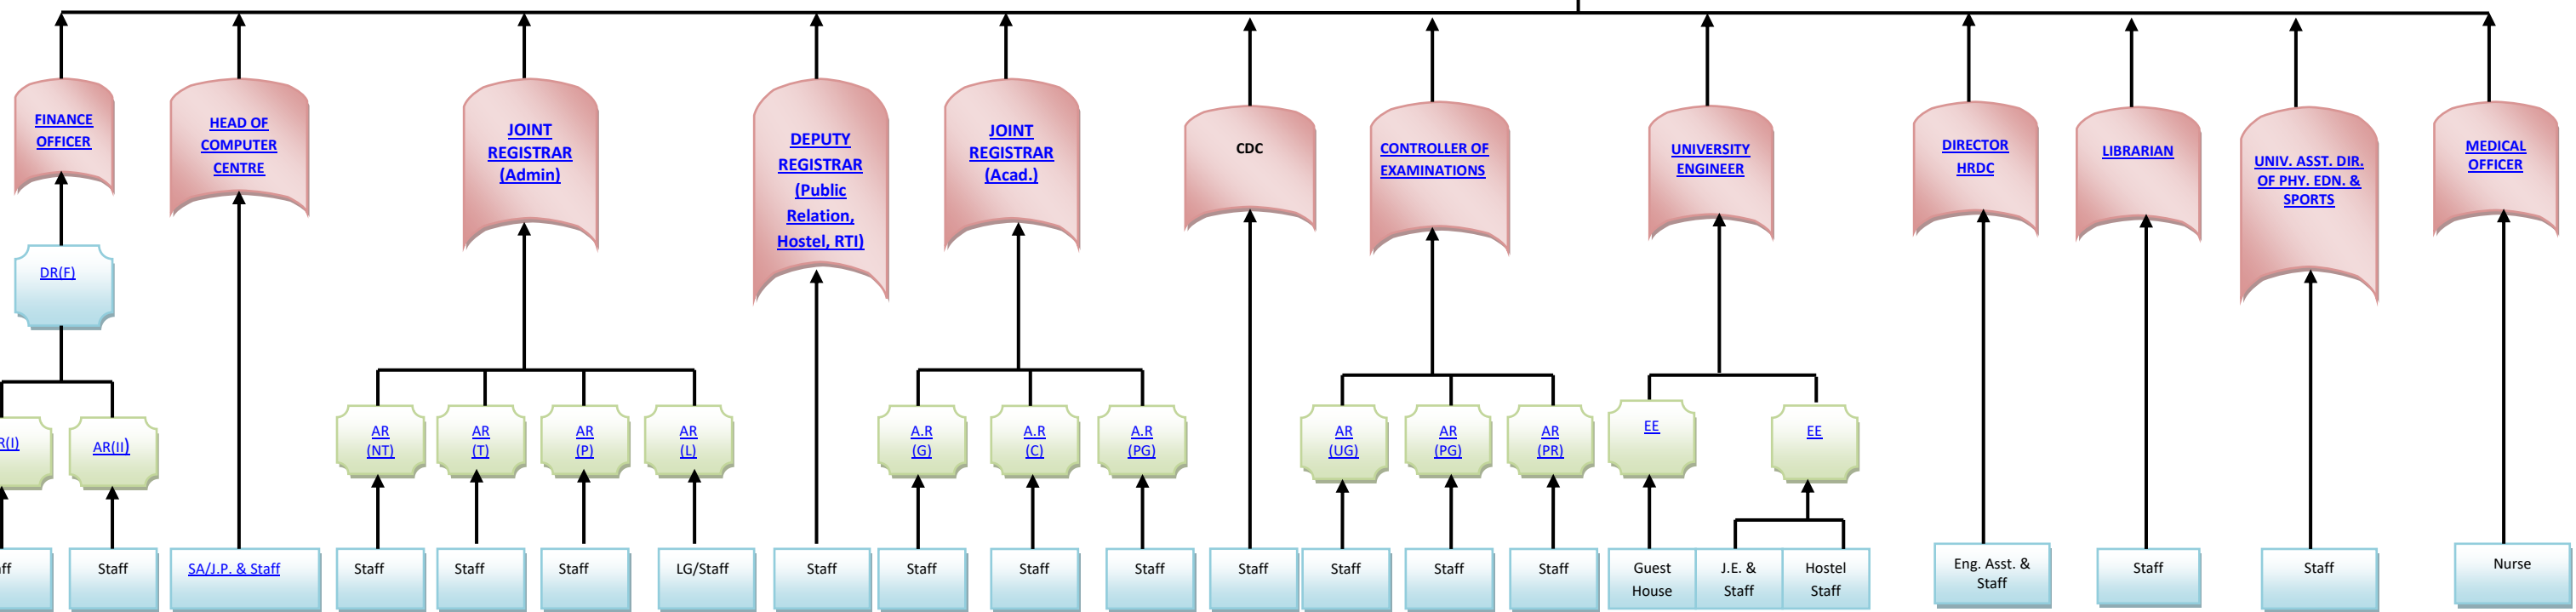 FINANCE
OFFICER
HEAD OF
COMPUTER
CENTRE
JOINT
REGISTRAR
(Admin)
DEPUTY
REGISTRAR
(Public
Relation,
Hostel, RTI)
JOINT
REGISTRAR
(Acad.)
CDC
CONTROLLER OF
EXAMINATIONS
UNIVERSITY
ENGINEER
DIRECTOR
HRDC
LIBRARIAN
UNIV. ASST. DIR.
OF PHY. EDN. &
SPORTS
MEDICAL
OFFICER
DR(F)
R(I)
AR(II)
AR
(NT)
AR
(T)
AR
(P)
AR
(L)
A.R
(G)
A.R
(C)
A.R
(PG)
AR
(UG)
AR
(PG)
AR
(PR)
EE
EE
ff
Staff
SA/J.P. & Staff
Staff
Staff
Staff
LG/Staff
Staff
Staff
Staff
Staff
Staff
Staff
Staff
Staff
Guest
House
J.E. &
Staff
Hostel
Staff
Eng. Asst. &
Staff
Staff
Staff
Nurse